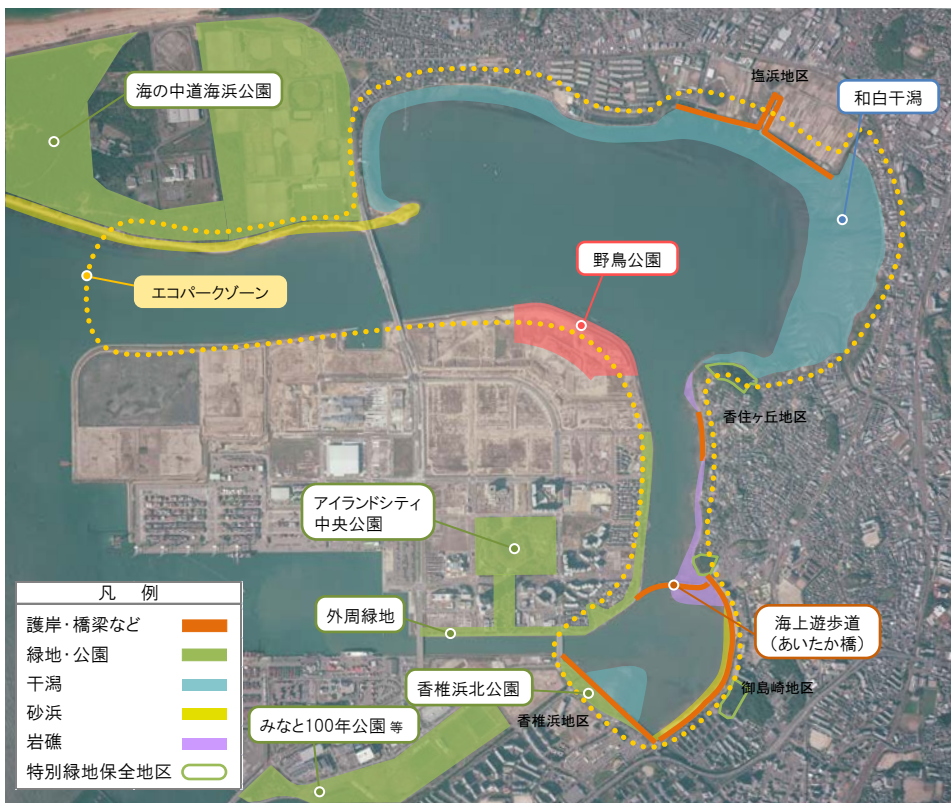 塩浜地区
海の中道海浜公園
和白干潟
野鳥公園
エコパークゾーン
香住ヶ丘地区
アイランドシティ
中央公園
外周緑地
海上遊歩道
(あいたか橋)
御島崎地区
香椎浜北公園
香椎浜地区
みなと100年公園 等
凡 例
護岸・橋梁など
緑地・公園
干潟
砂浜
岩礁
特別緑地保全地区